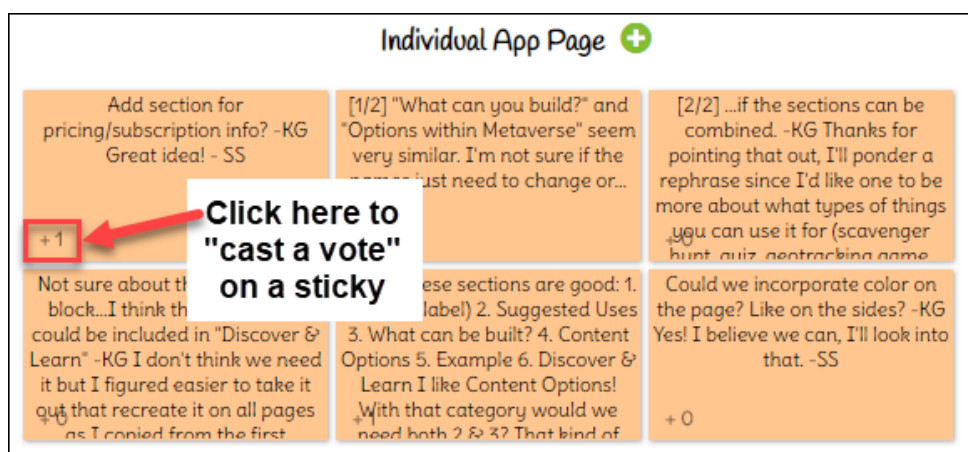 Individual App Page
Add section for
pricing/subscription info? -KG
Great idea! - SS
+1
[1/2] "What can you build?" and
"Options within Metaverse" seem
very similar. I'm not sure if the
just need to change or...
[2/2] ...if the sections can be
combined. -KG Thanks for
pointing that out, I'll ponder a
rephrase since I'd like one to be
more about what types of things
you can use it for (scavenger
hunt, quiz, geotracking game
+0
Click here to
"cast a vote"
on a sticky
Not sure about th
block...I think th
could be included in "Discover &
Learn" -KG I don't think we need
it but I figured easier to take it
out that recreate it on all pages
as I copied from the first
+0
ese sections are good: 1.
label) 2. Suggested Uses
3. What can be built? 4. Content
Options 5. Example 6. Discover &
Learn I like Content Options!
With that category would we
need both 2 & 3? That kind of
+1
Could we incorporate color on
the page? Like on the sides? -KG
Yes! I believe we can, I'll look into
that. -SS
+0